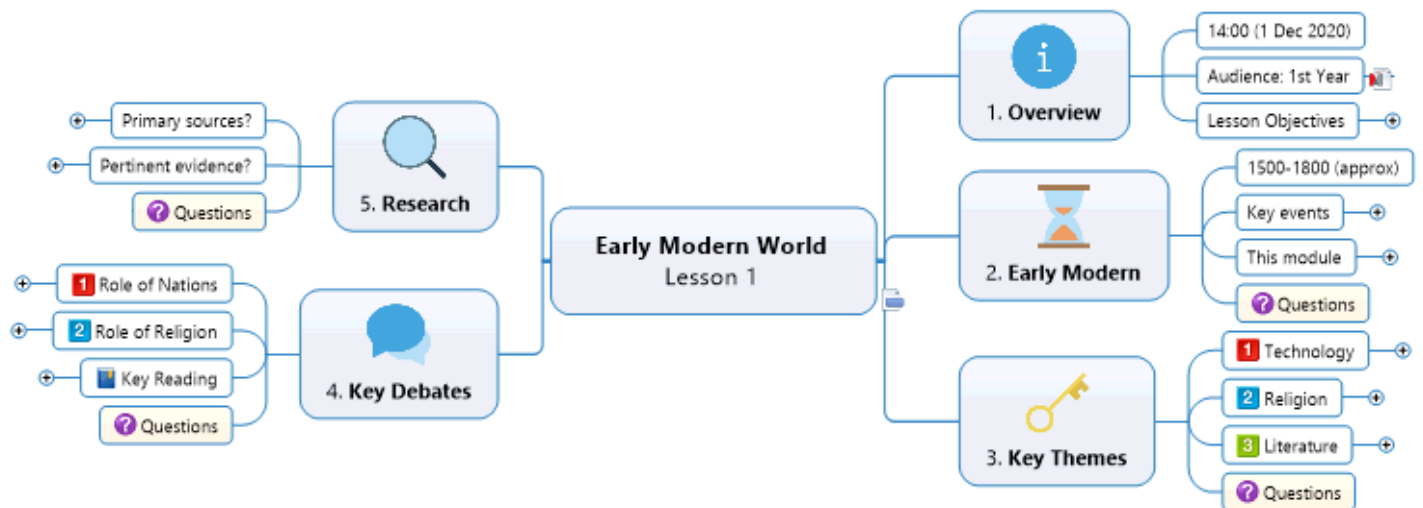 Early Modern World
Lesson 1
1. Overview
14:00 (1 Dec 2020)
Audience: 1st Year
Lesson Objectives
2. Early Modern
1500-1800 (approx)
Key events
This module
? Questions
3. Key Themes
1 Technology
2 Religion
3 Literature
? Questions
4. Key Debates
1 Role of Nations
2 Role of Religion
Key Reading
? Questions
5. Research
Primary sources?
Pertinent evidence?
? Questions